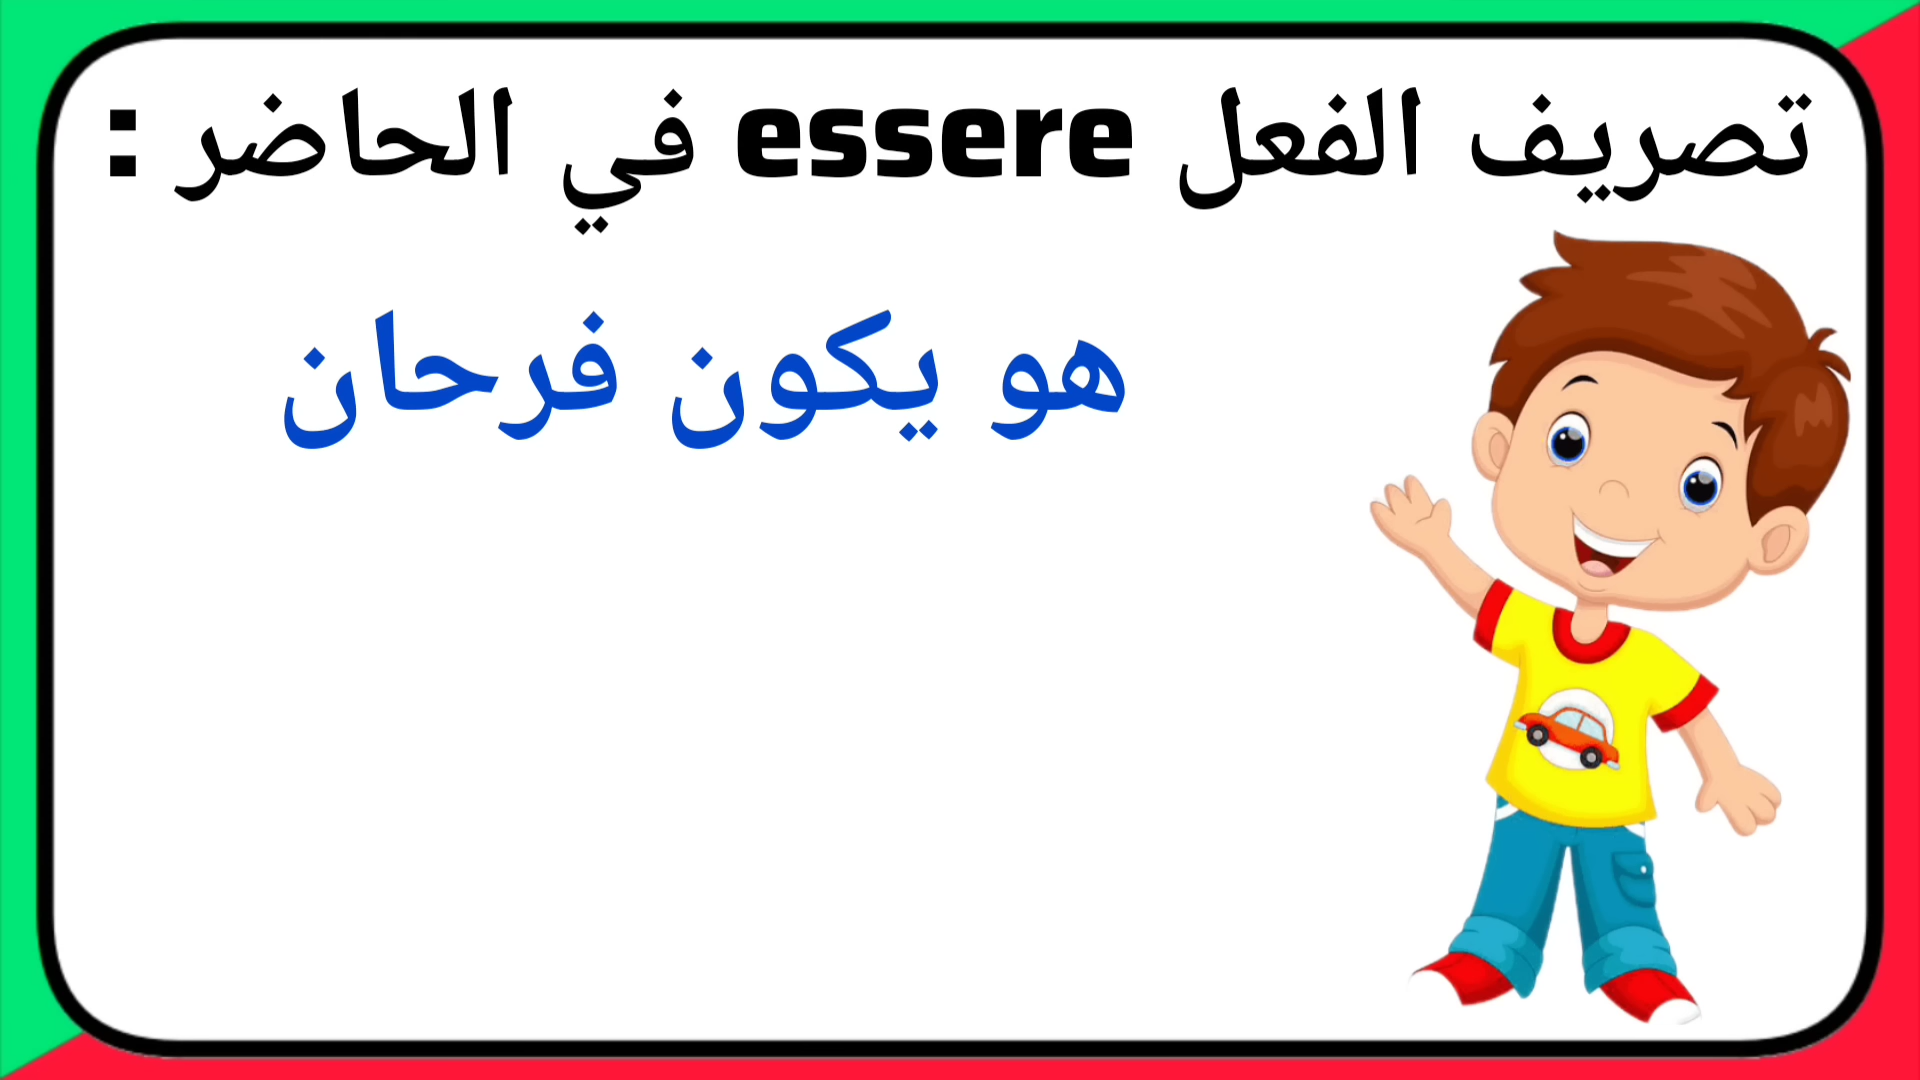 تصريف الفعل essere في الحاضر :
هو يكون فرحان